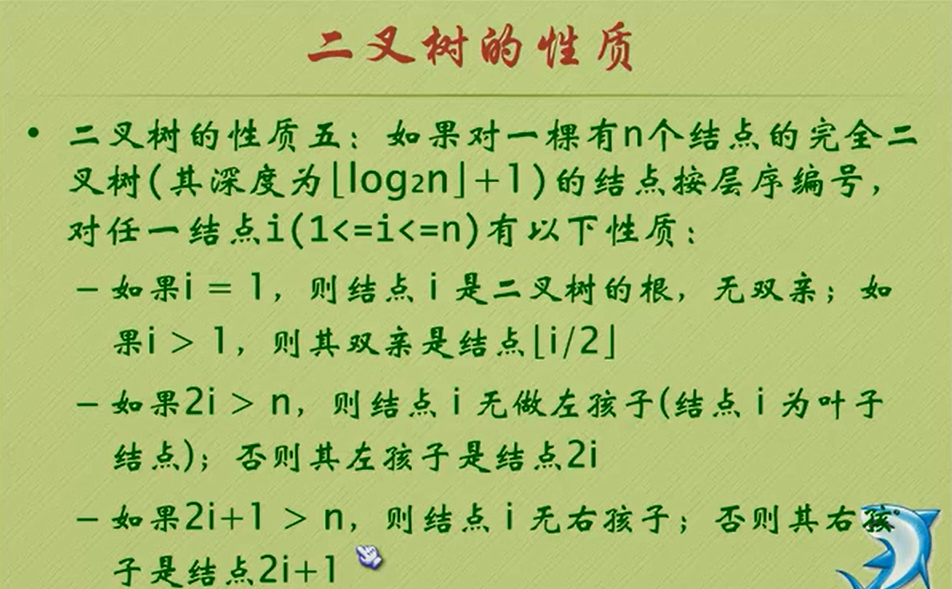 二叉树的性质
• 二叉树的性质五：如果对一棵有n个结点的完全二
叉树(其深度为⌊log₂n⌋+1)的结点按层序编号，
对任一结点i(1<=i<=n)有以下性质：
– 如果i = 1，则结点 i 是二叉树的根，无双亲；如
果i > 1，则其双亲是结点⌊i/2⌋
– 如果2i > n，则结点 i 无做左孩子(结点 i 为叶子
结点)；否则其左孩子是结点2i
– 如果2i+1 > n，则结点 i 无右孩子；否则其右孩
子是结点2i+1